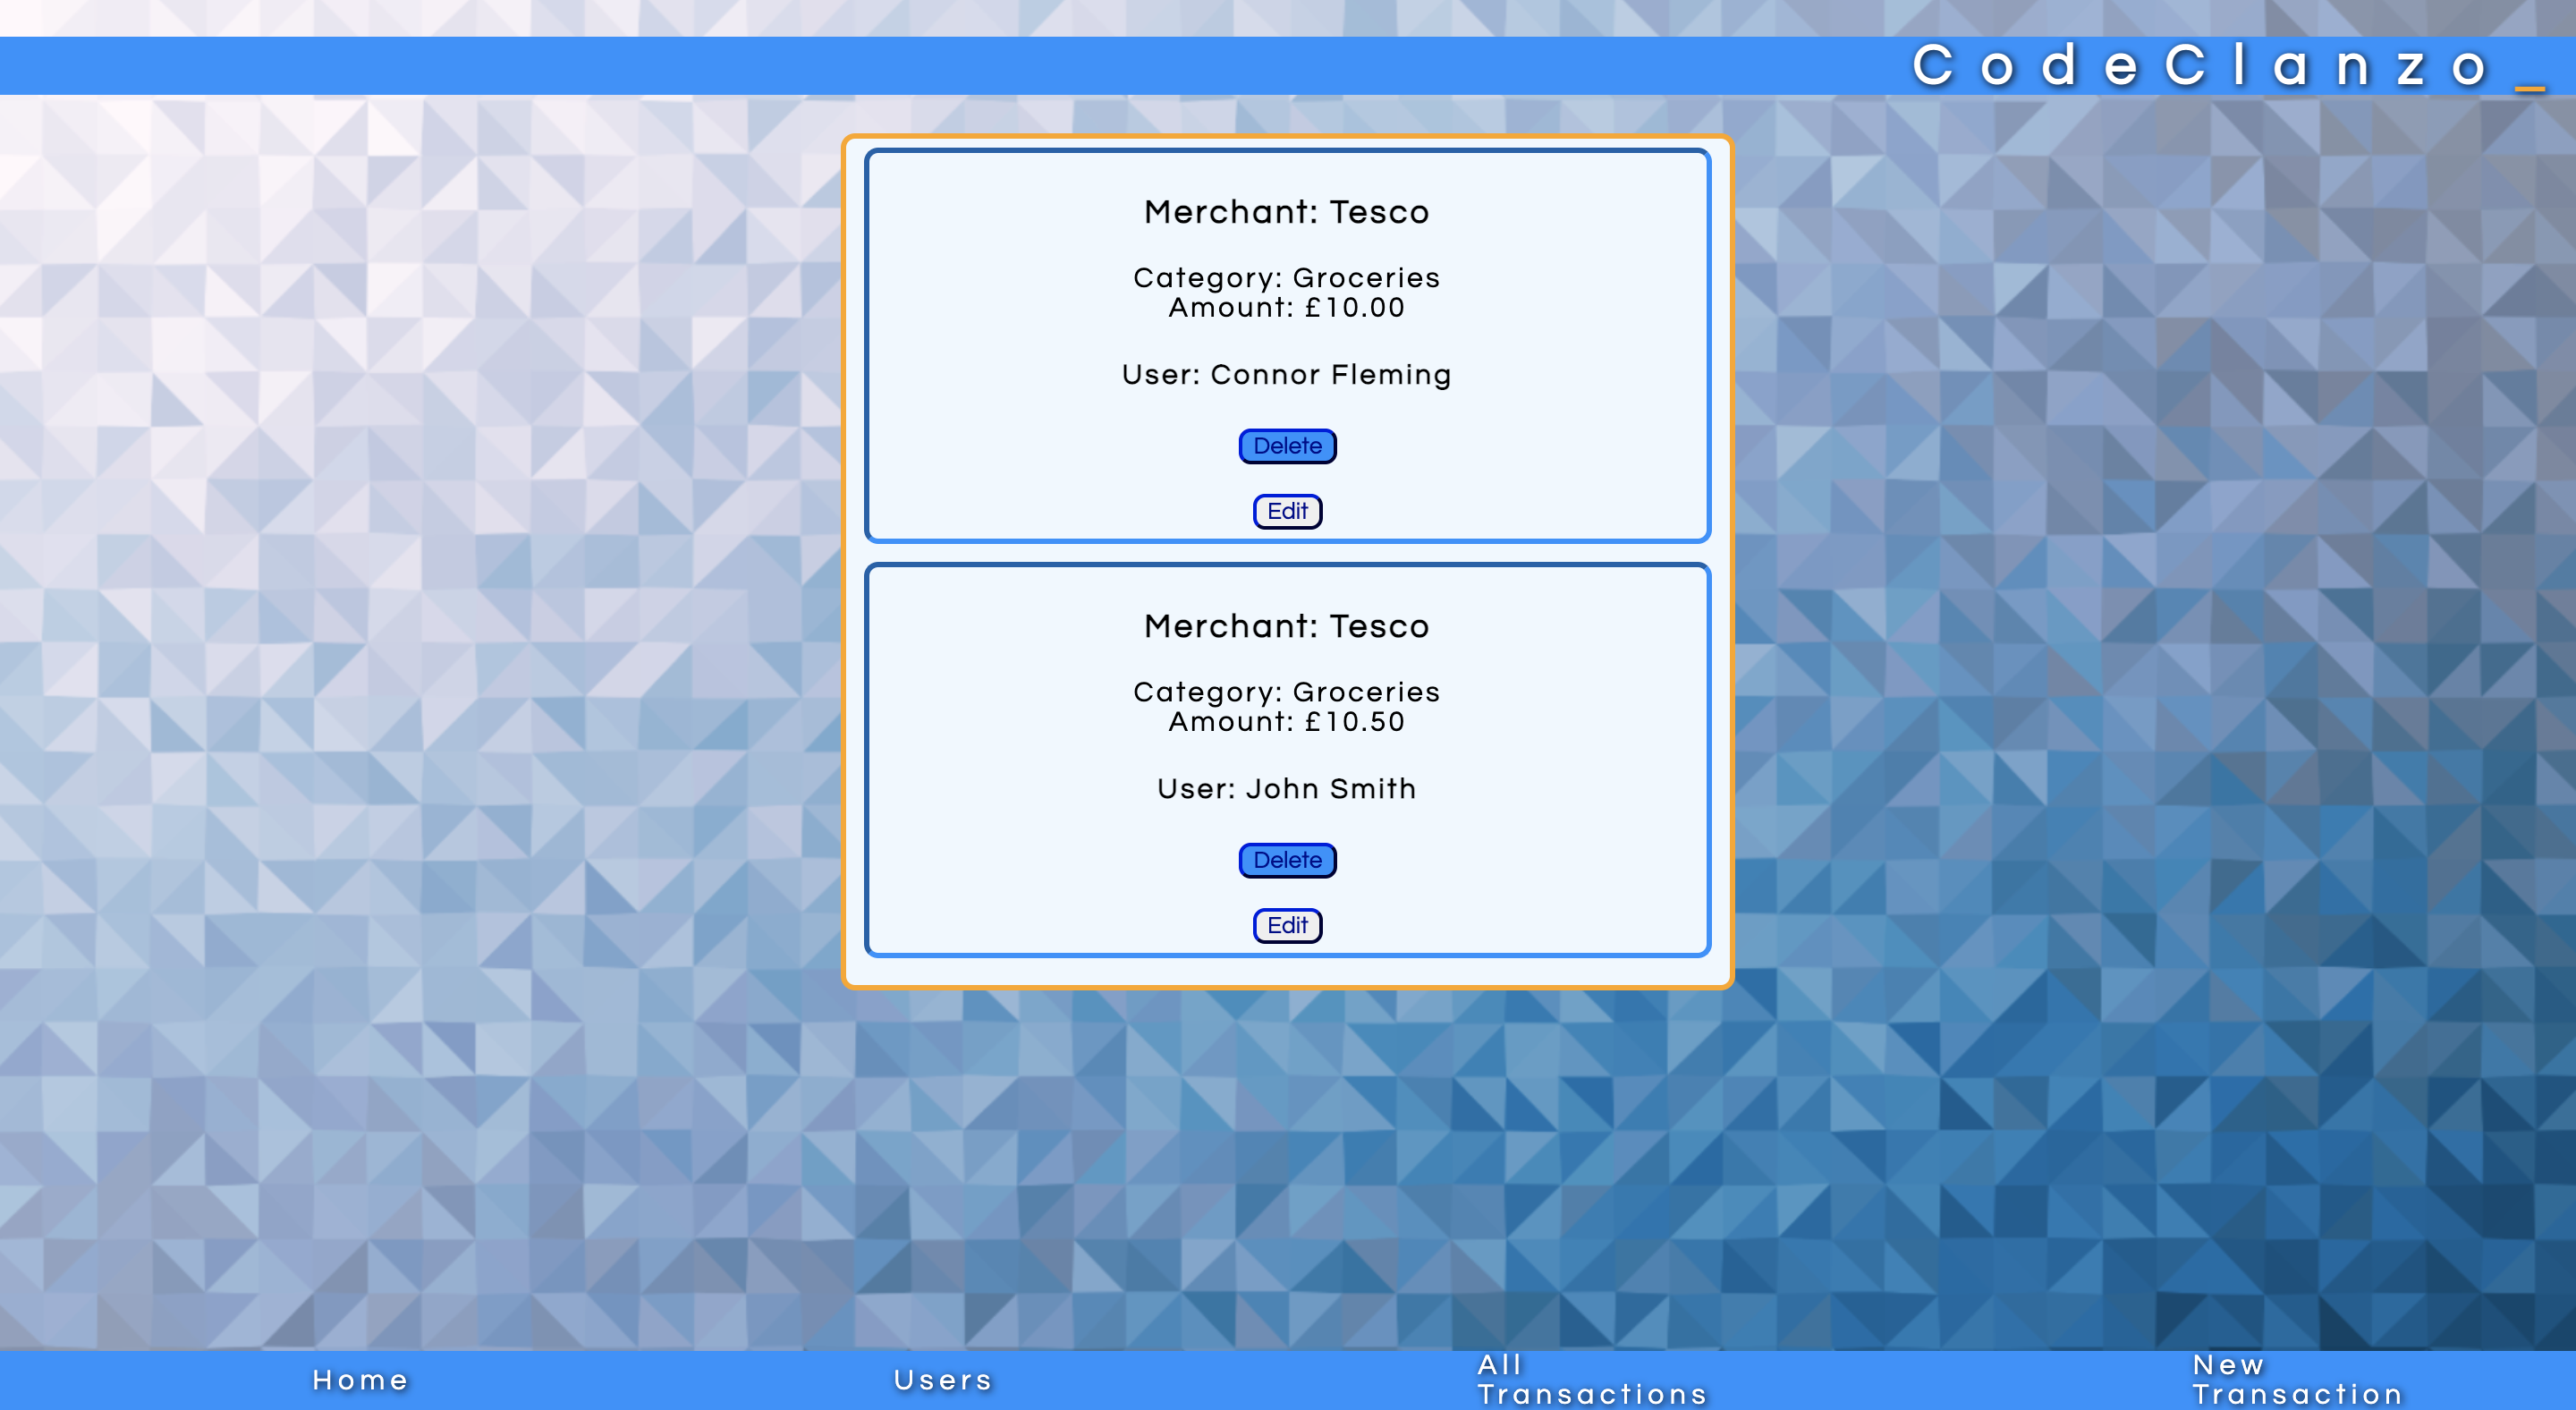 CodeClanzo_
Merchant: Tesco
Category: Groceries
Amount: £10.00
User: Connor Fleming
Delete
Edit
Merchant: Tesco
Category: Groceries
Amount: £10.50
User: John Smith
Delete
Edit
Home
Users
All
Transactions
New
Transaction